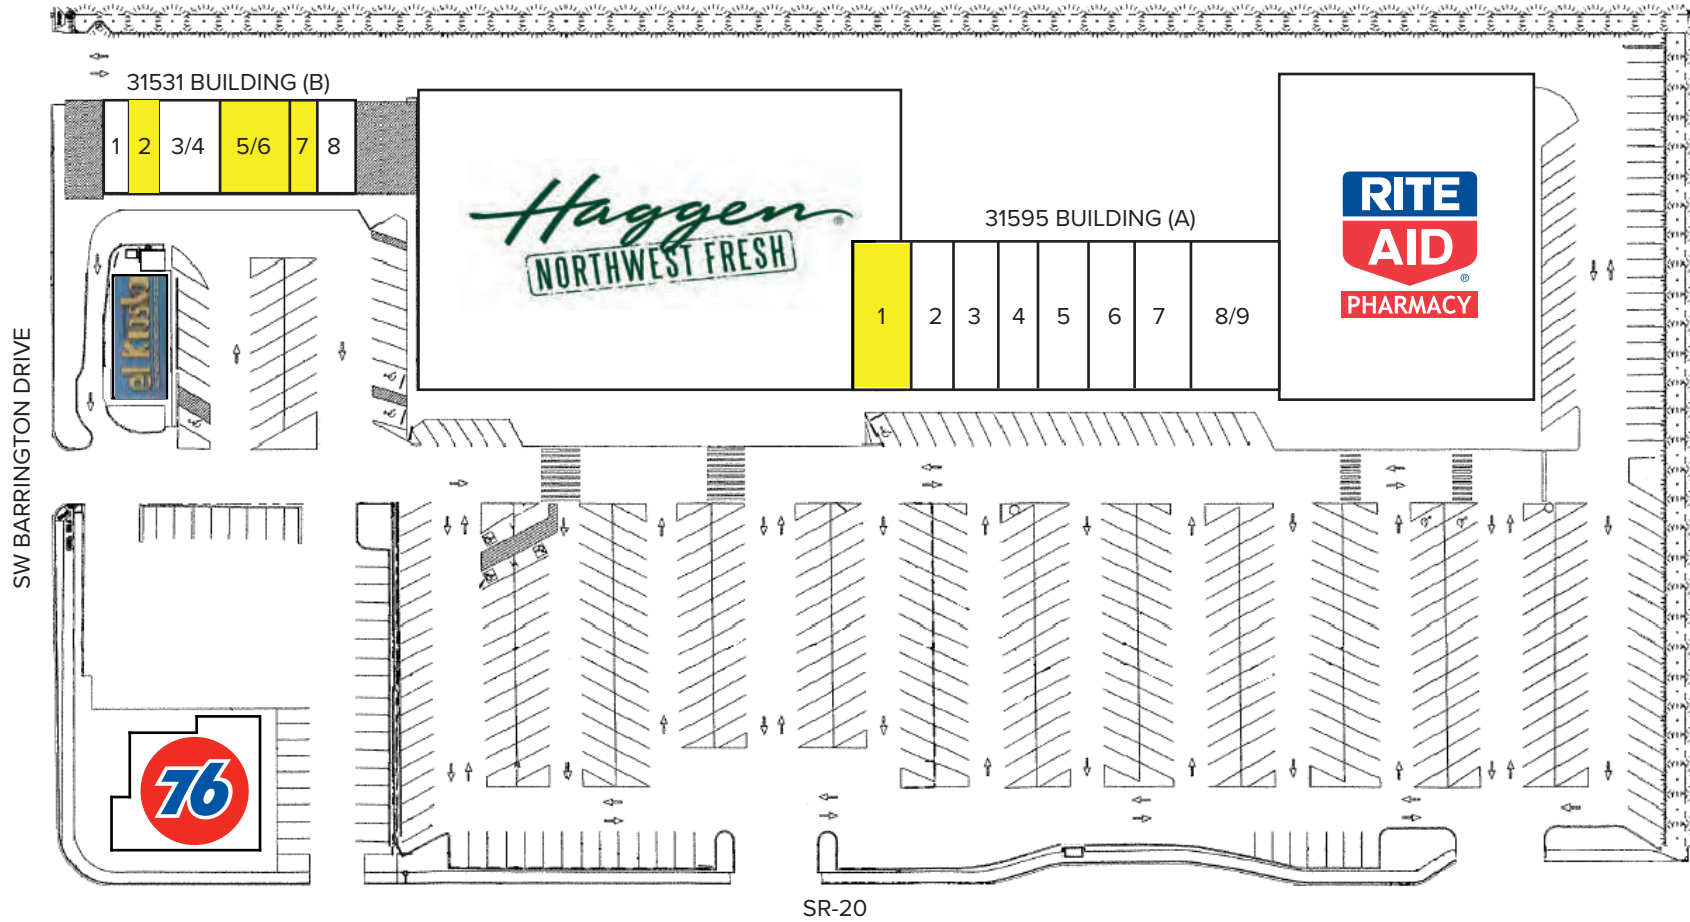 31531 BUILDING (B)
1 2 3/4 5/6 7 8
Haggen ®
NORTHWEST FRESH
31595 BUILDING (A)
1 2 3 4 5 6 7 8/9
RITE
AID ®
PHARMACY
el Kiosko
SW BARRINGTON DRIVE
76
SR-20